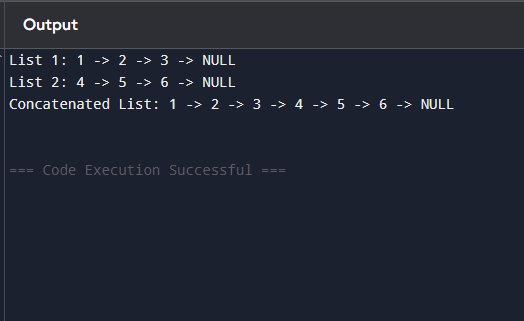 Output
List 1: 1 -> 2 -> 3 -> NULL
List 2: 4 -> 5 -> 6 -> NULL
Concatenated List: 1 -> 2 -> 3 -> 4 -> 5 -> 6 -> NULL
=== Code Execution Successful ===